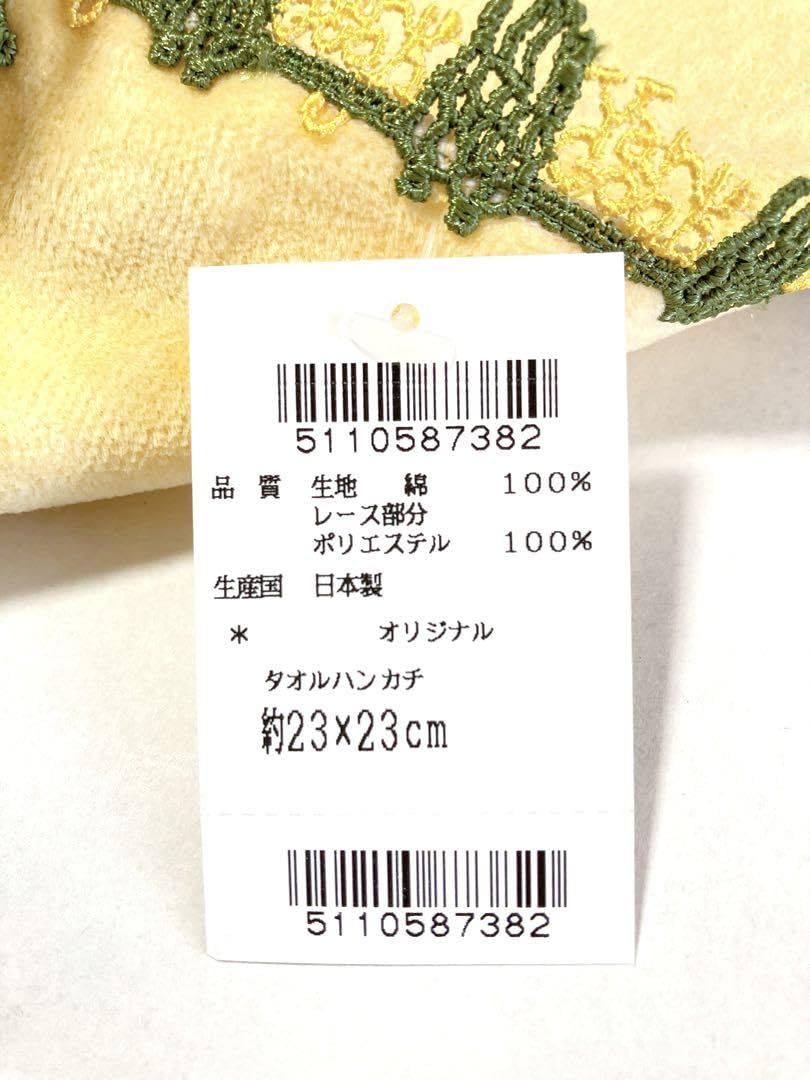 5110587382
品 質 生地 綿 100%
レース部分
ポリエステル 100%
生産国 日本製
* オリジナル
タオルハンカチ
約23×23cm
5110587382